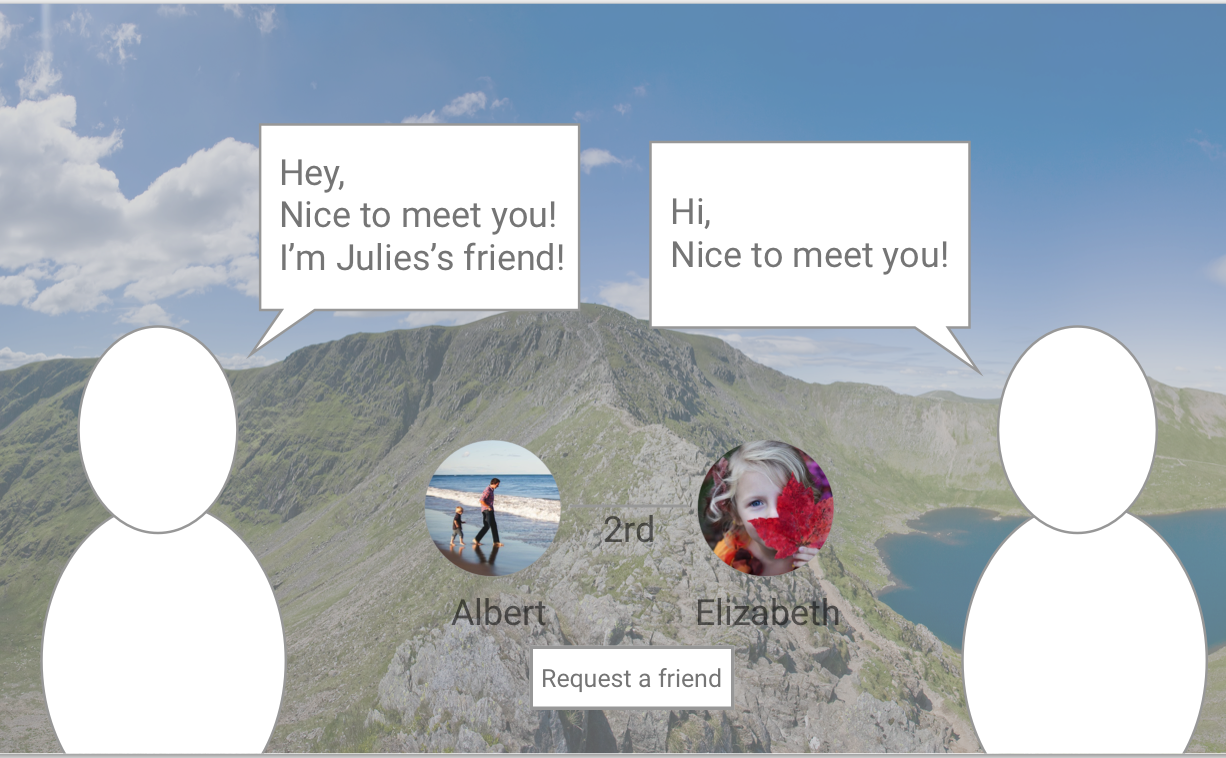 Hey,
Nice to meet you!
I’m Julies’s friend!
Hi,
Nice to meet you!
2rd
Albert
Elizabeth
Request a friend